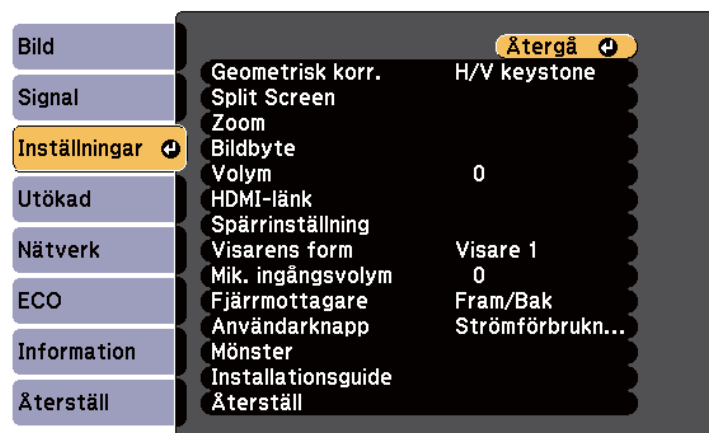 Bild
Signal
Inställningar
Utökad
Nätverk
ECO
Information
Återställ
Återgå
Geometrisk korr. H/V keystone
Split Screen
Zoom
Bildbyte
Volym 0
HDMI-länk
Spärrinställning
Visarens form Visare 1
Mik. ingångsvolym 0
Fjärrmottagare Fram/Bak
Användarknapp Strömförbrukn...
Mönster
Installationsguide
Återställ